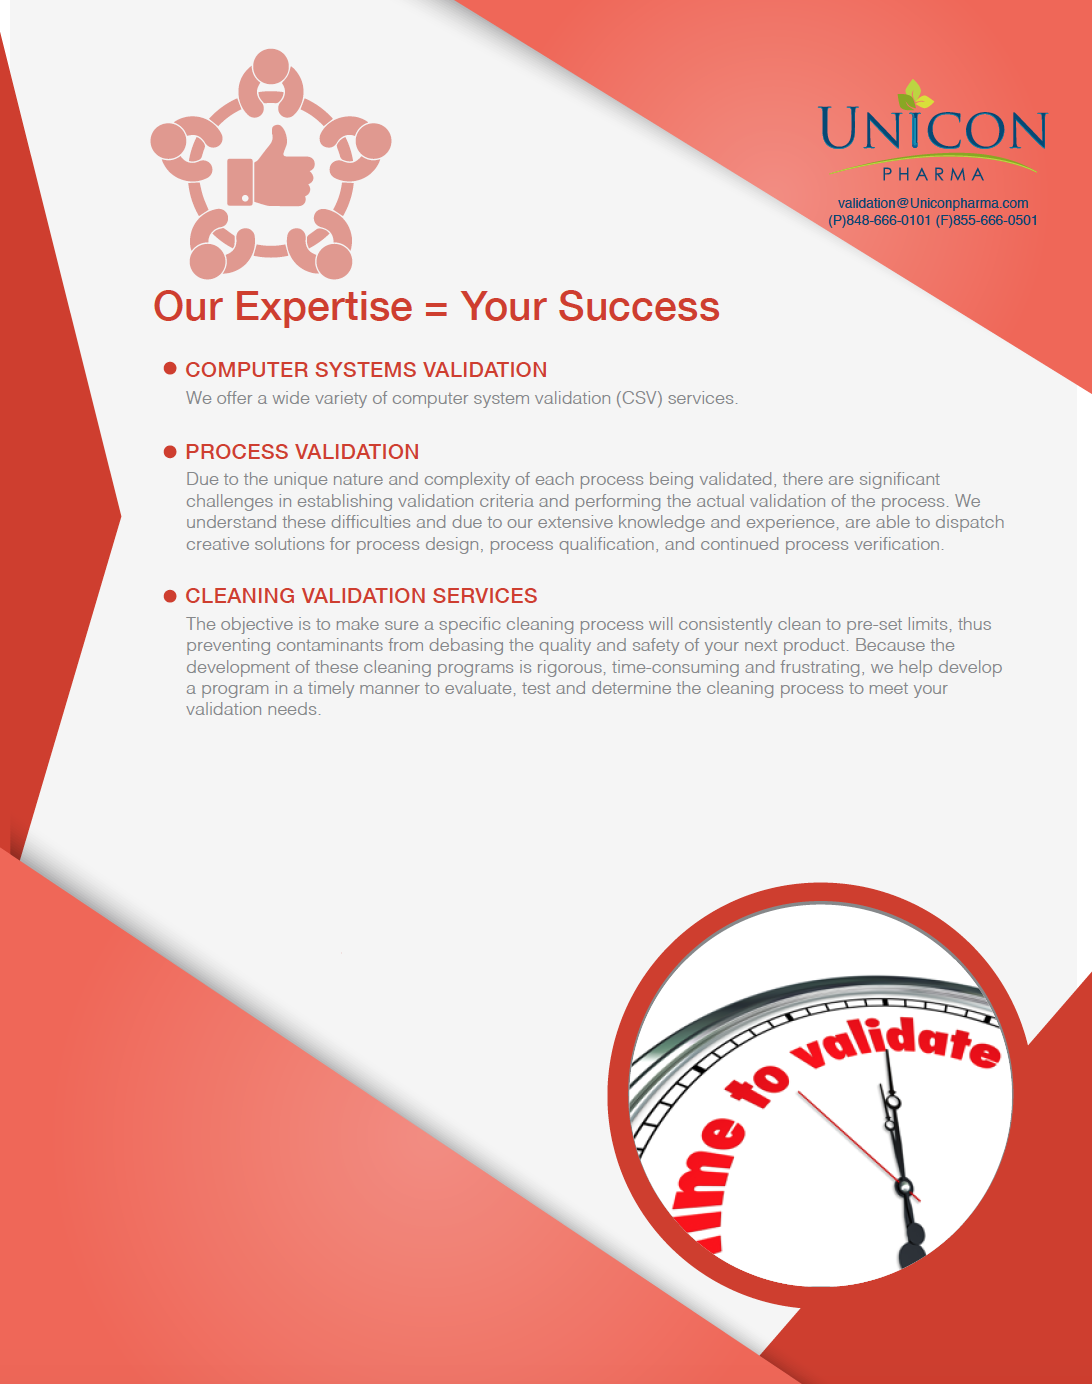 UNICON
PHARMA
validation@Uniconpharma.com
(P)848-666-0101 (F)855-666-0501
Our Expertise = Your Success
COMPUTER SYSTEMS VALIDATION
We offer a wide variety of computer system validation (CSV) services.
PROCESS VALIDATION
Due to the unique nature and complexity of each process being validated, there are significant
challenges in establishing validation criteria and performing the actual validation of the process. We
understand these difficulties and due to our extensive knowledge and experience, are able to dispatch
creative solutions for process design, process qualification, and continued process verification.
CLEANING VALIDATION SERVICES
The objective is to make sure a specific cleaning process will consistently clean to pre-set limits, thus
preventing contaminants from debasing the quality and safety of your next product. Because the
development of these cleaning programs is rigorous, time-consuming and frustrating, we help develop
a program in a timely manner to evaluate, test and determine the cleaning process to meet your
validation needs.
ime to validate